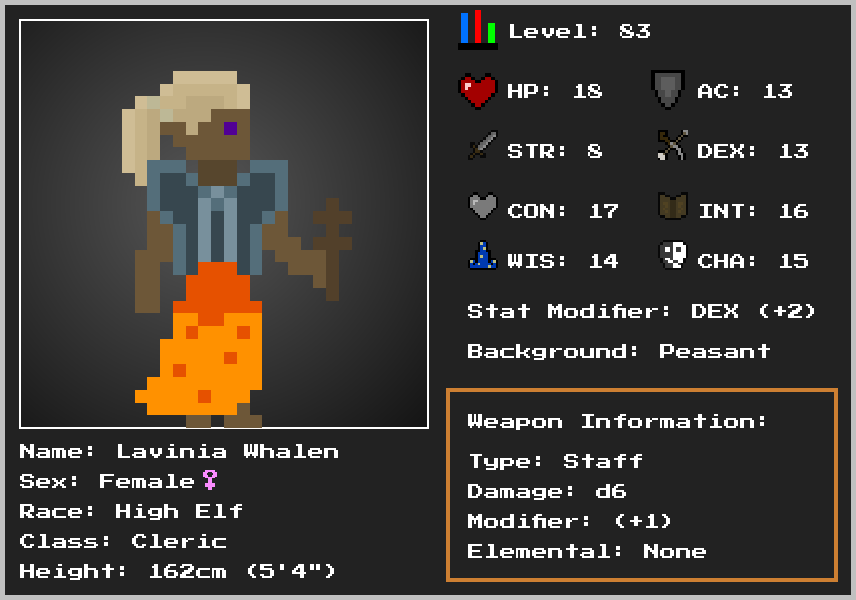 Level: 83
HP: 18 AC: 13
STR: 8 DEX: 13
CON: 17 INT: 16
WIS: 14 CHA: 15
Stat Modifier: DEX (+2)
Background: Peasant
Weapon Information:
Type: Staff
Damage: d6
Modifier: (+1)
Elemental: None
Name: Lavinia Whalen
Sex: Female♀
Race: High Elf
Class: Cleric
Height: 162cm (5'4")